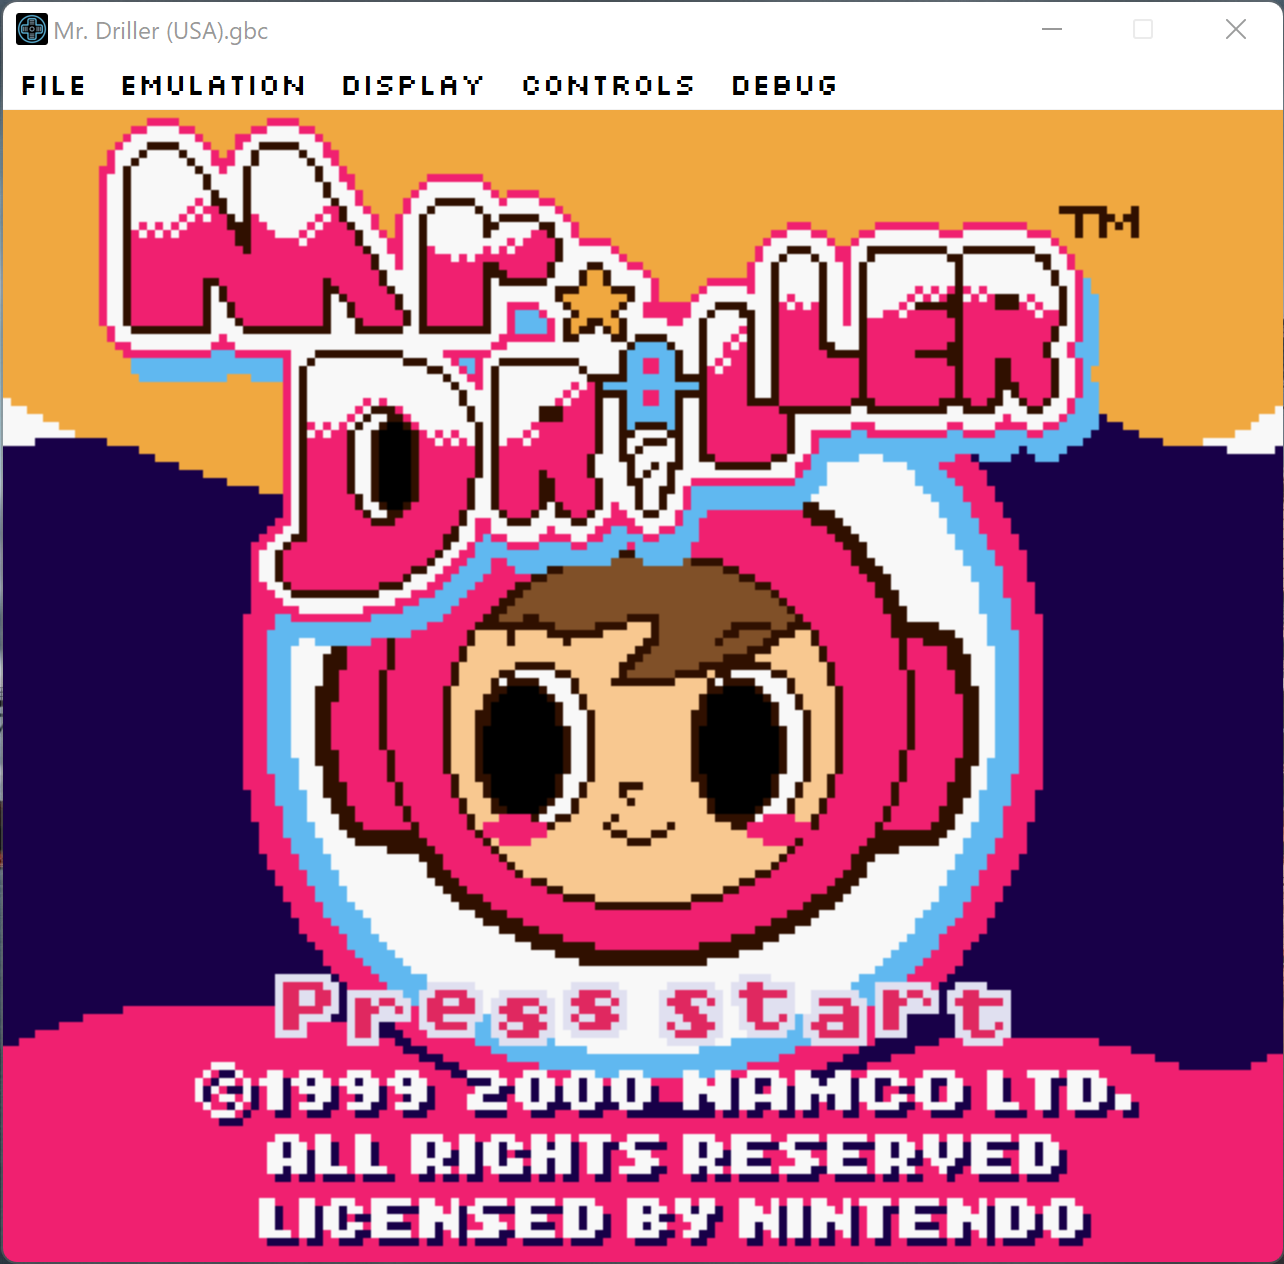 Mr. Driller (USA).gbc
FILE EMULATION DISPLAY CONTROLS DEBUG
Mr.
DRILLER TM
Press start
©1999 2000 NAMCO LTD.
ALL RIGHTS RESERVED
LICENSED BY NINTENDO